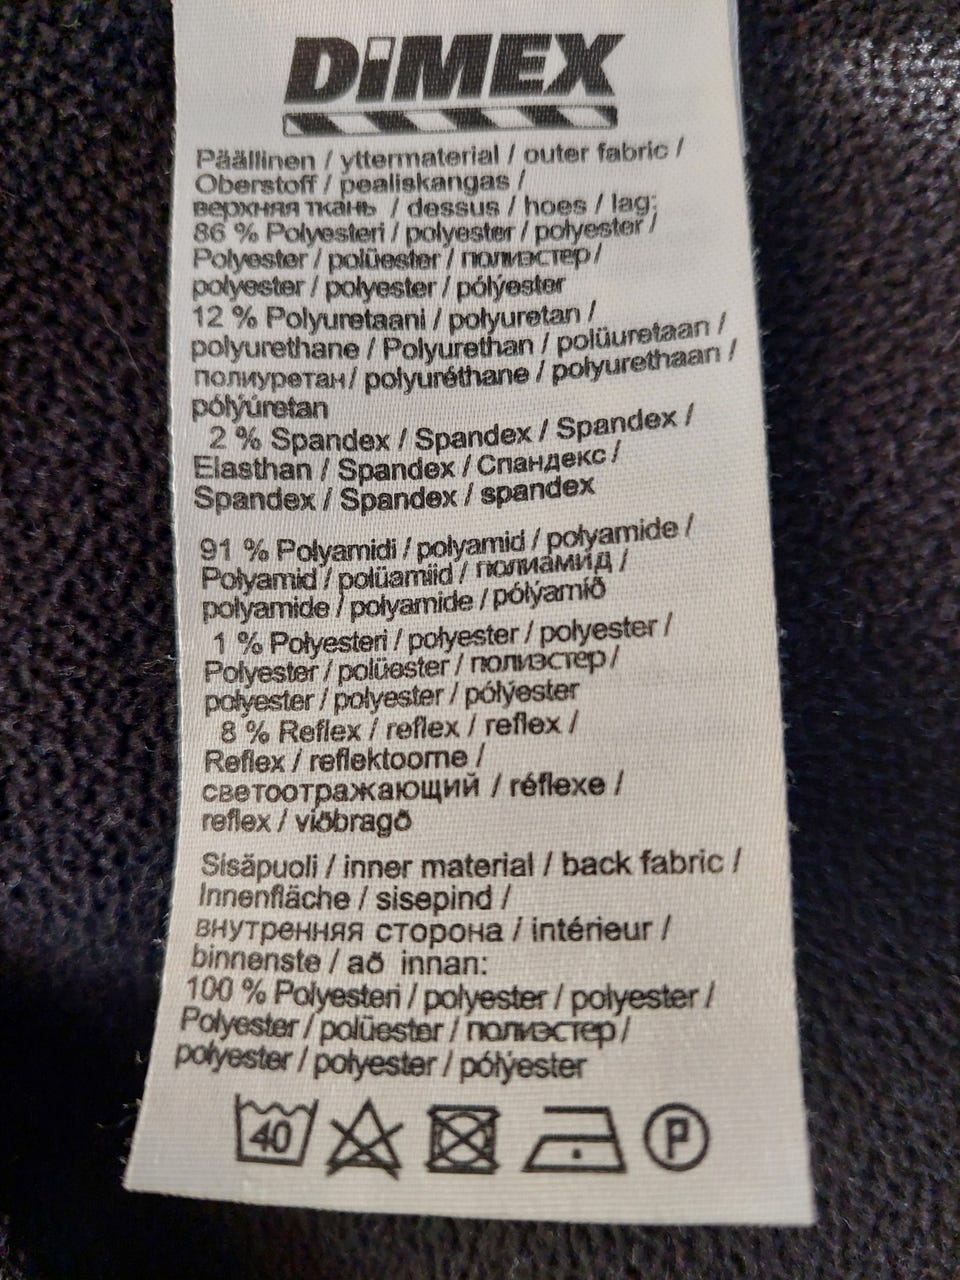 DiMEX
Päällinen / yttermaterial / outer fabric /
Oberstoff / pealiskangas /
верхняя ткань / dessus / hoes / lag:
86 % Polyesteri / polyester / polyester /
Polyester / polüester / полиэстер /
polyester / polyester / pólýester
12 % Polyuretaani / polyuretan /
polyurethane / Polyurethan / polüuretaan /
полиуретан / polyuréthane / polyurethaan /
pólýúretan
2 % Spandex / Spandex / Spandex /
Elasthan / Spandex / Спандекс /
Spandex / Spandex / spandex
91 % Polyamidi / polyamid / polyamide /
Polyamid / polüamiid / полиамид /
polyamide / polyamide / pólýamíð
1 % Polyesteri / polyester / polyester /
Polyester / polüester / полиэстер /
polyester / polyester / pólýester
8 % Reflex / reflex / reflex /
Reflex / reflektoorne /
светоотражающий / réflexe /
reflex / viðbragð
Sisäpuoli / inner material / back fabric /
Innenfläche / sisepind /
внутренняя сторона / intérieur /
binnenste / að innan:
100 % Polyesteri / polyester / polyester /
Polyester / polüester / полиэстер /
polyester / polyester / pólýester
40 P